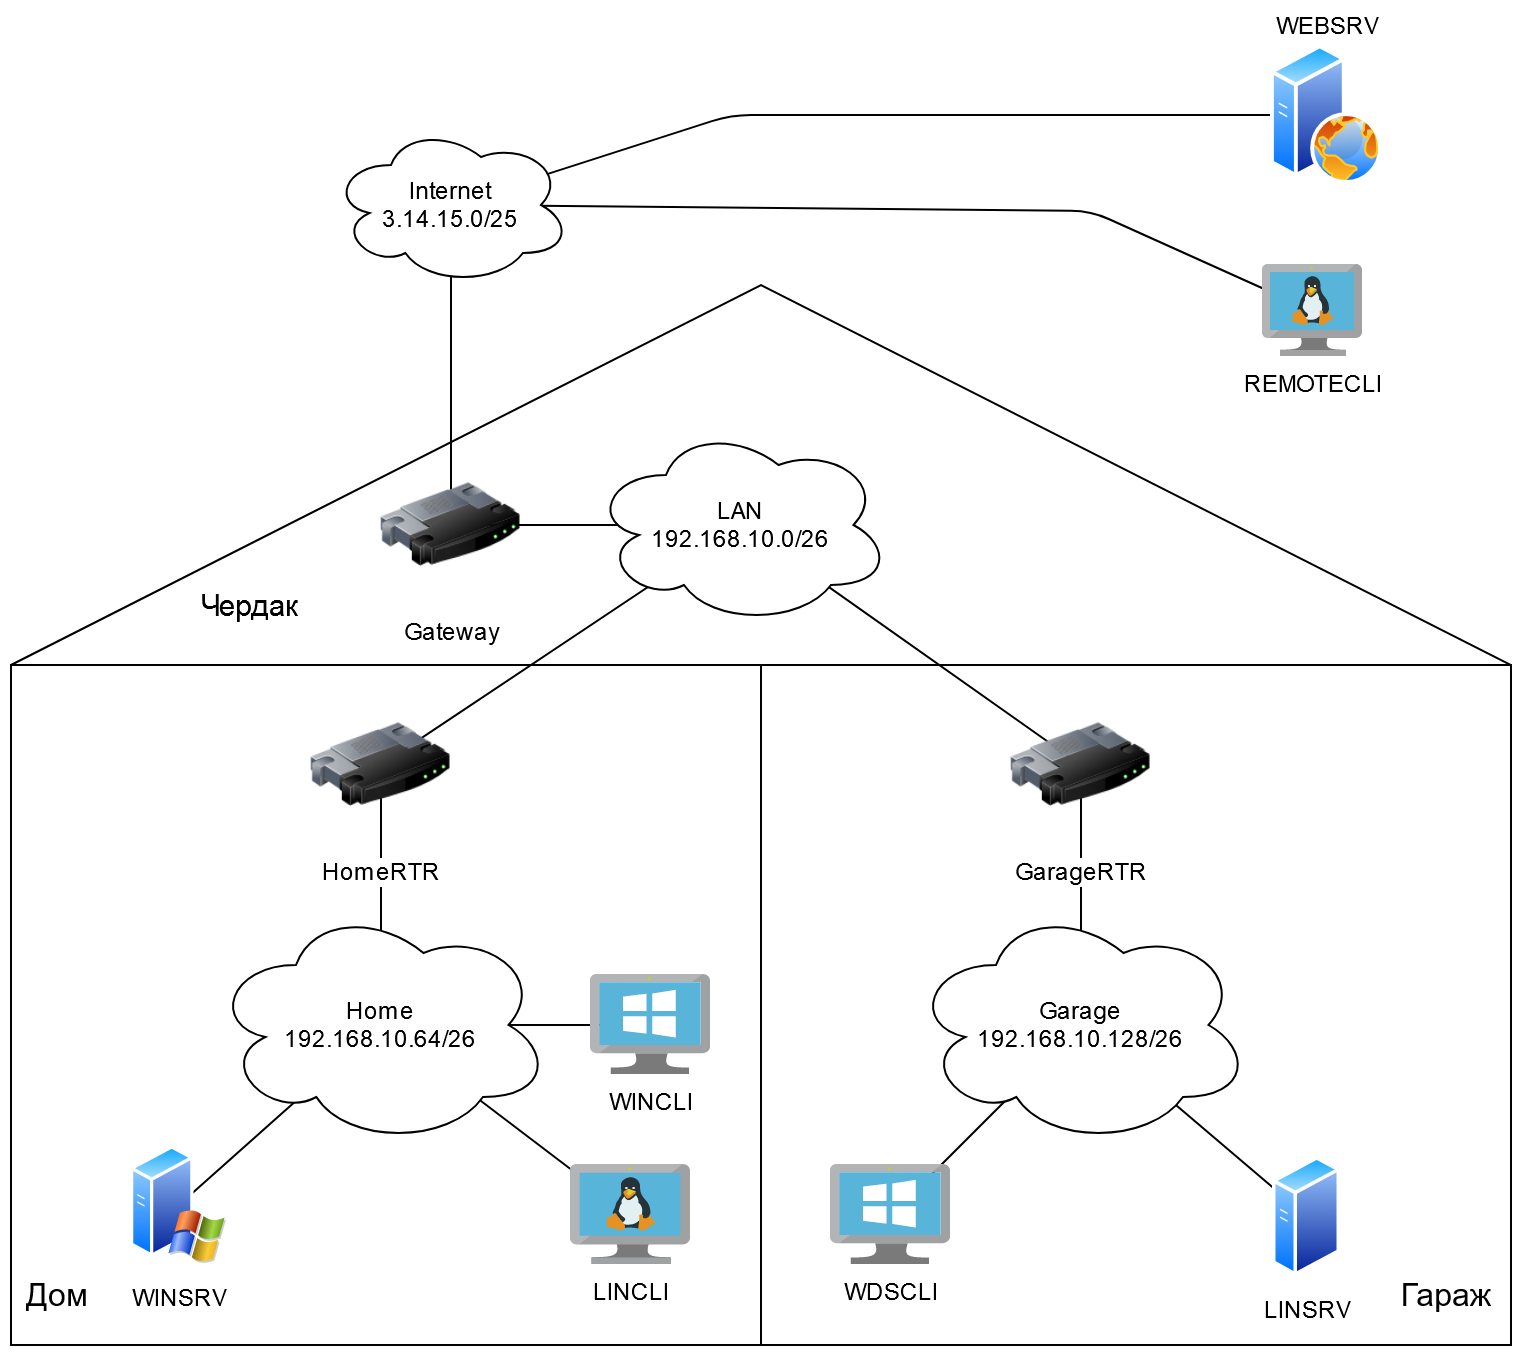 WEBSRV
Internet
3.14.15.0/25
REMOTECLI
LAN
192.168.10.0/26
Чердак
Gateway
HomeRTR
GarageRTR
Home
192.168.10.64/26
Garage
192.168.10.128/26
WINCLI
Дом
WINSRV
LINCLI
WDSCLI
LINSRV
Гараж